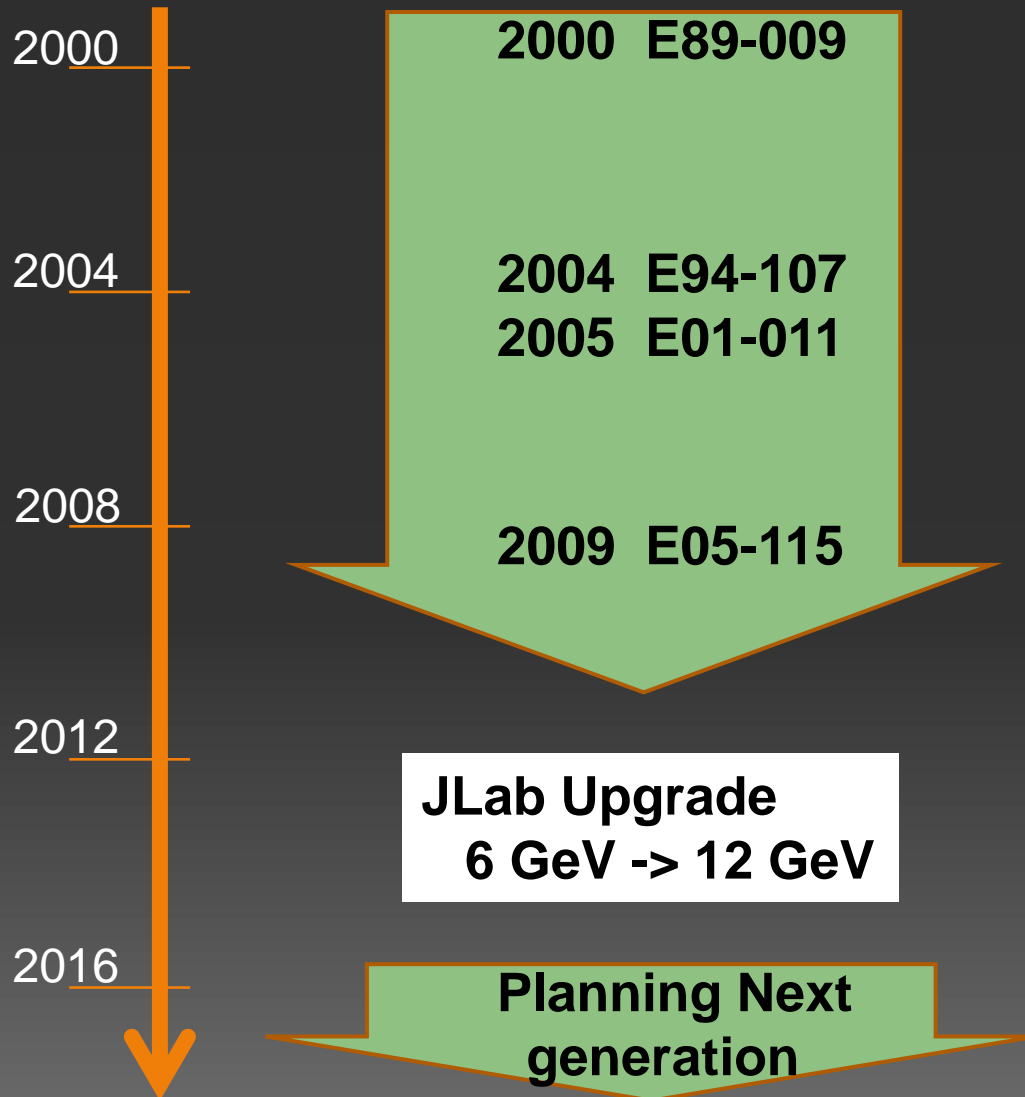 2000
2000 E89-009
2004
2004 E94-107
2005 E01-011
2008
2009 E05-115
2012
JLab Upgrade
6 GeV -> 12 GeV
2016
Planning Next
generation